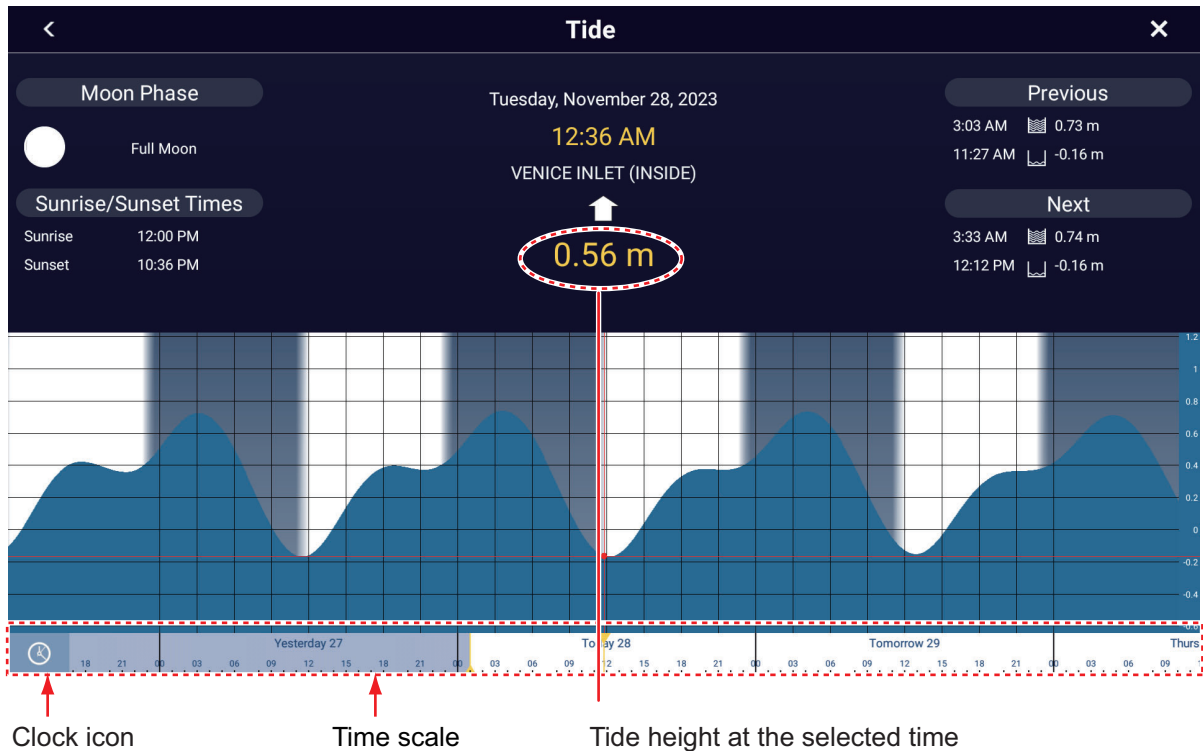 Tide
Moon Phase
Full Moon
Sunrise/Sunset Times
Sunrise 12:00 PM
Sunset 10:36 PM
Tuesday, November 28, 2023
12:36 AM
VENICE INLET (INSIDE)
0.56 m
Previous
3:03 AM 0.73 m
11:27 AM -0.16 m
Next
3:33 AM 0.74 m
12:12 PM -0.16 m
1.2
1
0.8
0.6
0.4
0.2
0
-0.2
-0.4
-0.6
Yesterday 27 Today 28 Tomorrow 29 Thurs
18 21 00 03 06 09 12 15 18 21 00 03 06 09 12 15 18 21 00 03 06 09 12 15 18 21 00 03 06 09
Clock icon Time scale Tide height at the selected time